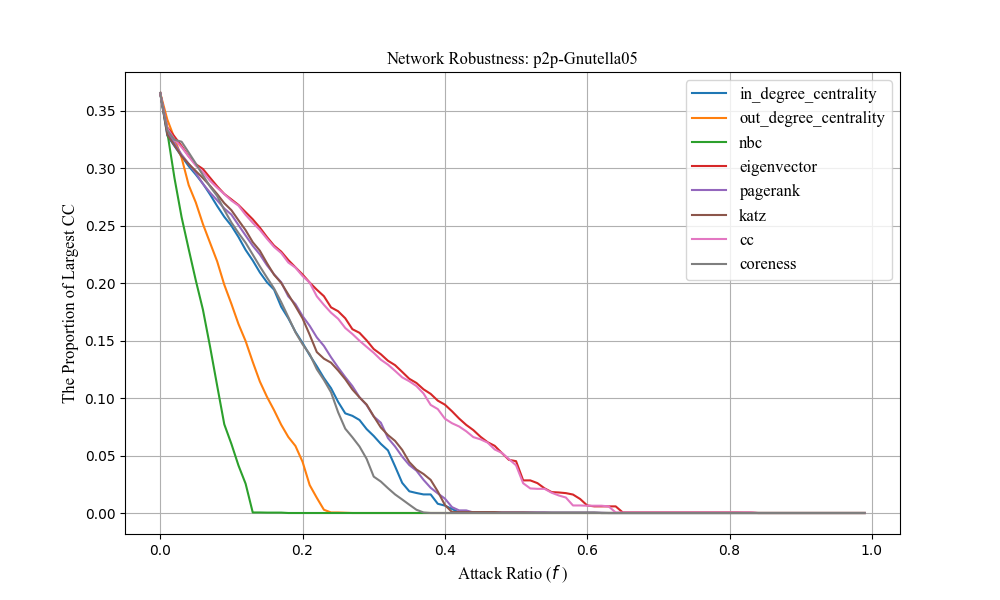 Network Robustness: p2p-Gnutella05
The Proportion of Largest CC
0.35
0.30
0.25
0.20
0.15
0.10
0.05
0.00
0.0 0.2 0.4 0.6 0.8 1.0
Attack Ratio (f)
in_degree_centrality
out_degree_centrality
nbc
eigenvector
pagerank
katz
cc
coreness